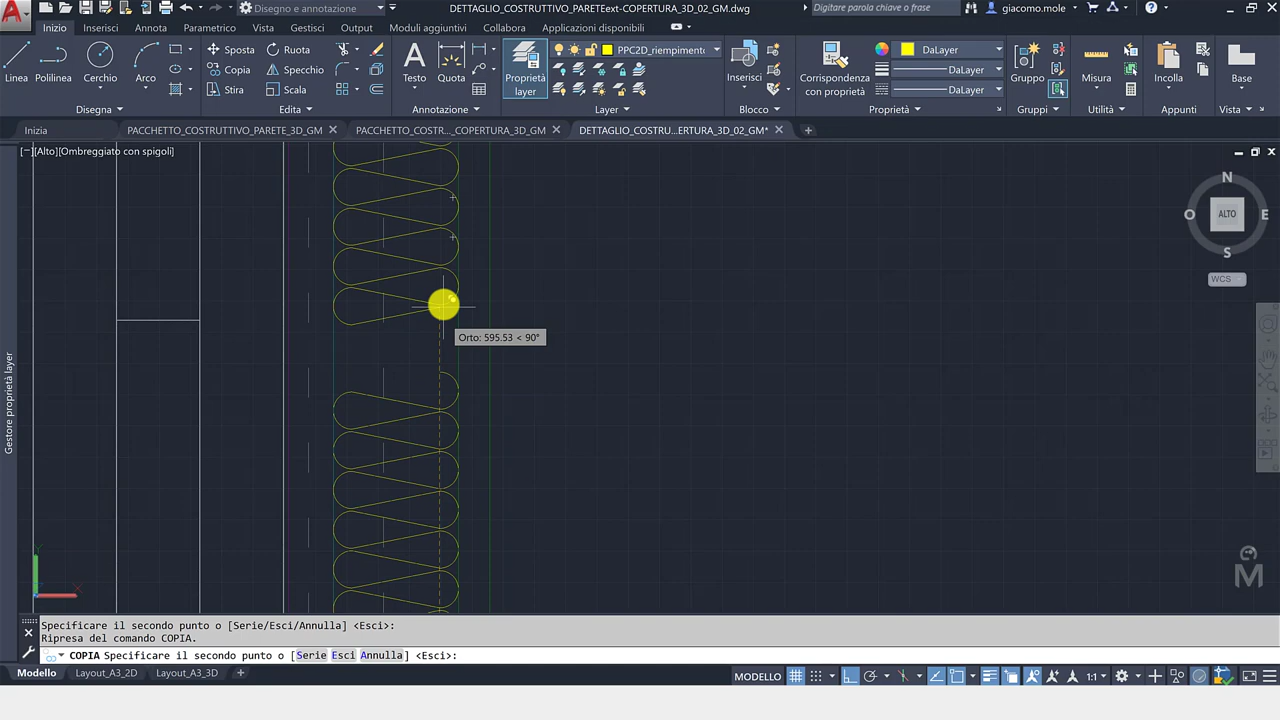 Disegno e annotazione
DETTAGLIO_COSTRUTTIVO_PARETEext-COPERTURA_3D_02_GM.dwg
Digitare parola chiave o frase
giacomo.mole
Inizio
Inserisci
Annota
Parametrico
Vista
Gestisci
Output
Moduli aggiuntivi
Collabora
Applicazioni disponibili
Linea
Polilinea
Cerchio
Arco
Sposta
Ruota
Copia
Specchio
Stira
Scala
Testo
Quota
Proprietà layer
PPC2D_riempimento
Inserisci
Corrispondenza con proprietà
DaLayer
DaLayer
DaLayer
Gruppo
Misura
Incolla
Base
Disegna
Edita
Annotazione
Layer
Blocco
Proprietà
Gruppi
Utilità
Appunti
Vista
Inizia
PACCHETTO_COSTRUTTIVO_PARETE_3D_GM
PACCHETTO_COSTR..._COPERTURA_3D_GM
DETTAGLIO_COSTRU...ERTURA_3D_02_GM*
[−][Alto][Ombreggiato con spigoli]
N
O
ALTO
E
S
WCS
Gestore proprietà layer
Orto: 595.53 < 90°
Y
X
M
Specificare il secondo punto o [Serie/Esci/Annulla] <Esci>:
Ripresa del comando COPIA.
COPIA Specificare il secondo punto o [Serie Esci Annulla] <Esci>:
Modello
Layout_A3_2D
Layout_A3_3D
MODELLO
1:1